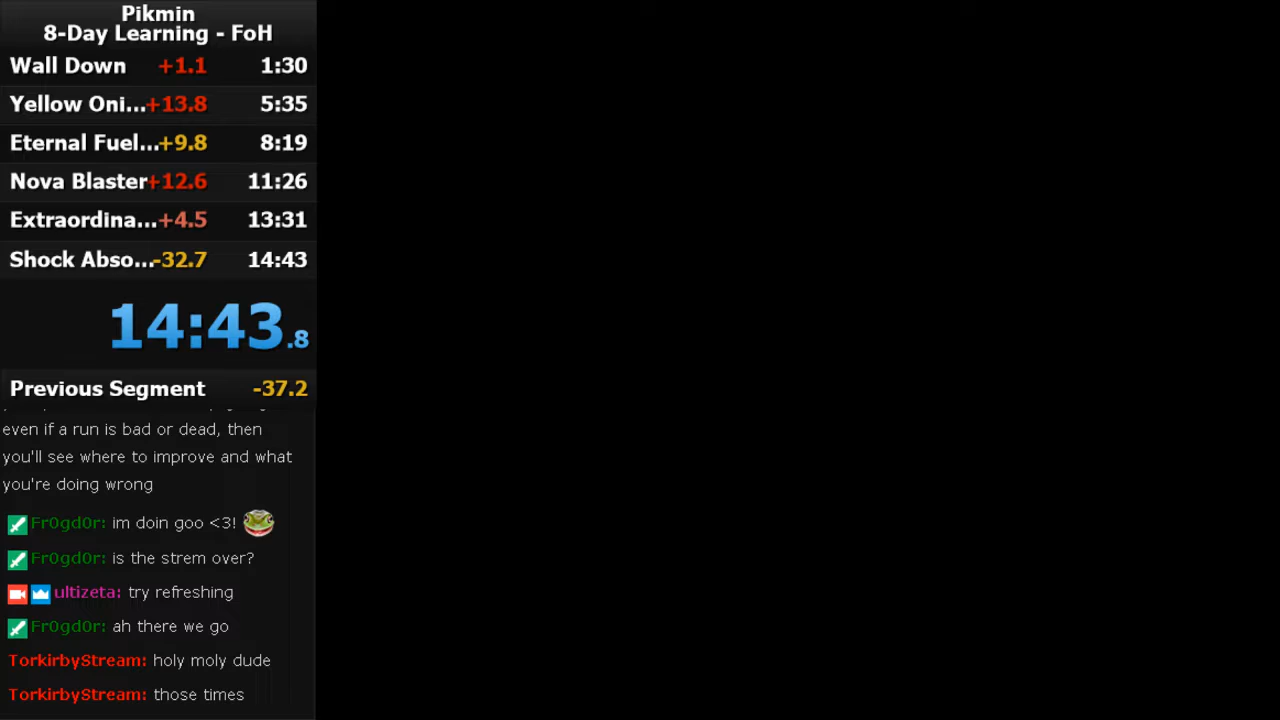 Pikmin
8-Day Learning - FoH
Wall Down +1.1 1:30
Yellow Oni...+13.8 5:35
Eternal Fuel...+9.8 8:19
Nova Blaster+12.6 11:26
Extraordina...+4.5 13:31
Shock Abso...-32.7 14:43
14:43.8
Previous Segment -37.2
even if a run is bad or dead, then
you'll see where to improve and what
you're doing wrong
Fr0gd0r: im doin goo <3!
Fr0gd0r: is the strem over?
ultizeta: try refreshing
Fr0gd0r: ah there we go
TorkirbyStream: holy moly dude
TorkirbyStream: those times